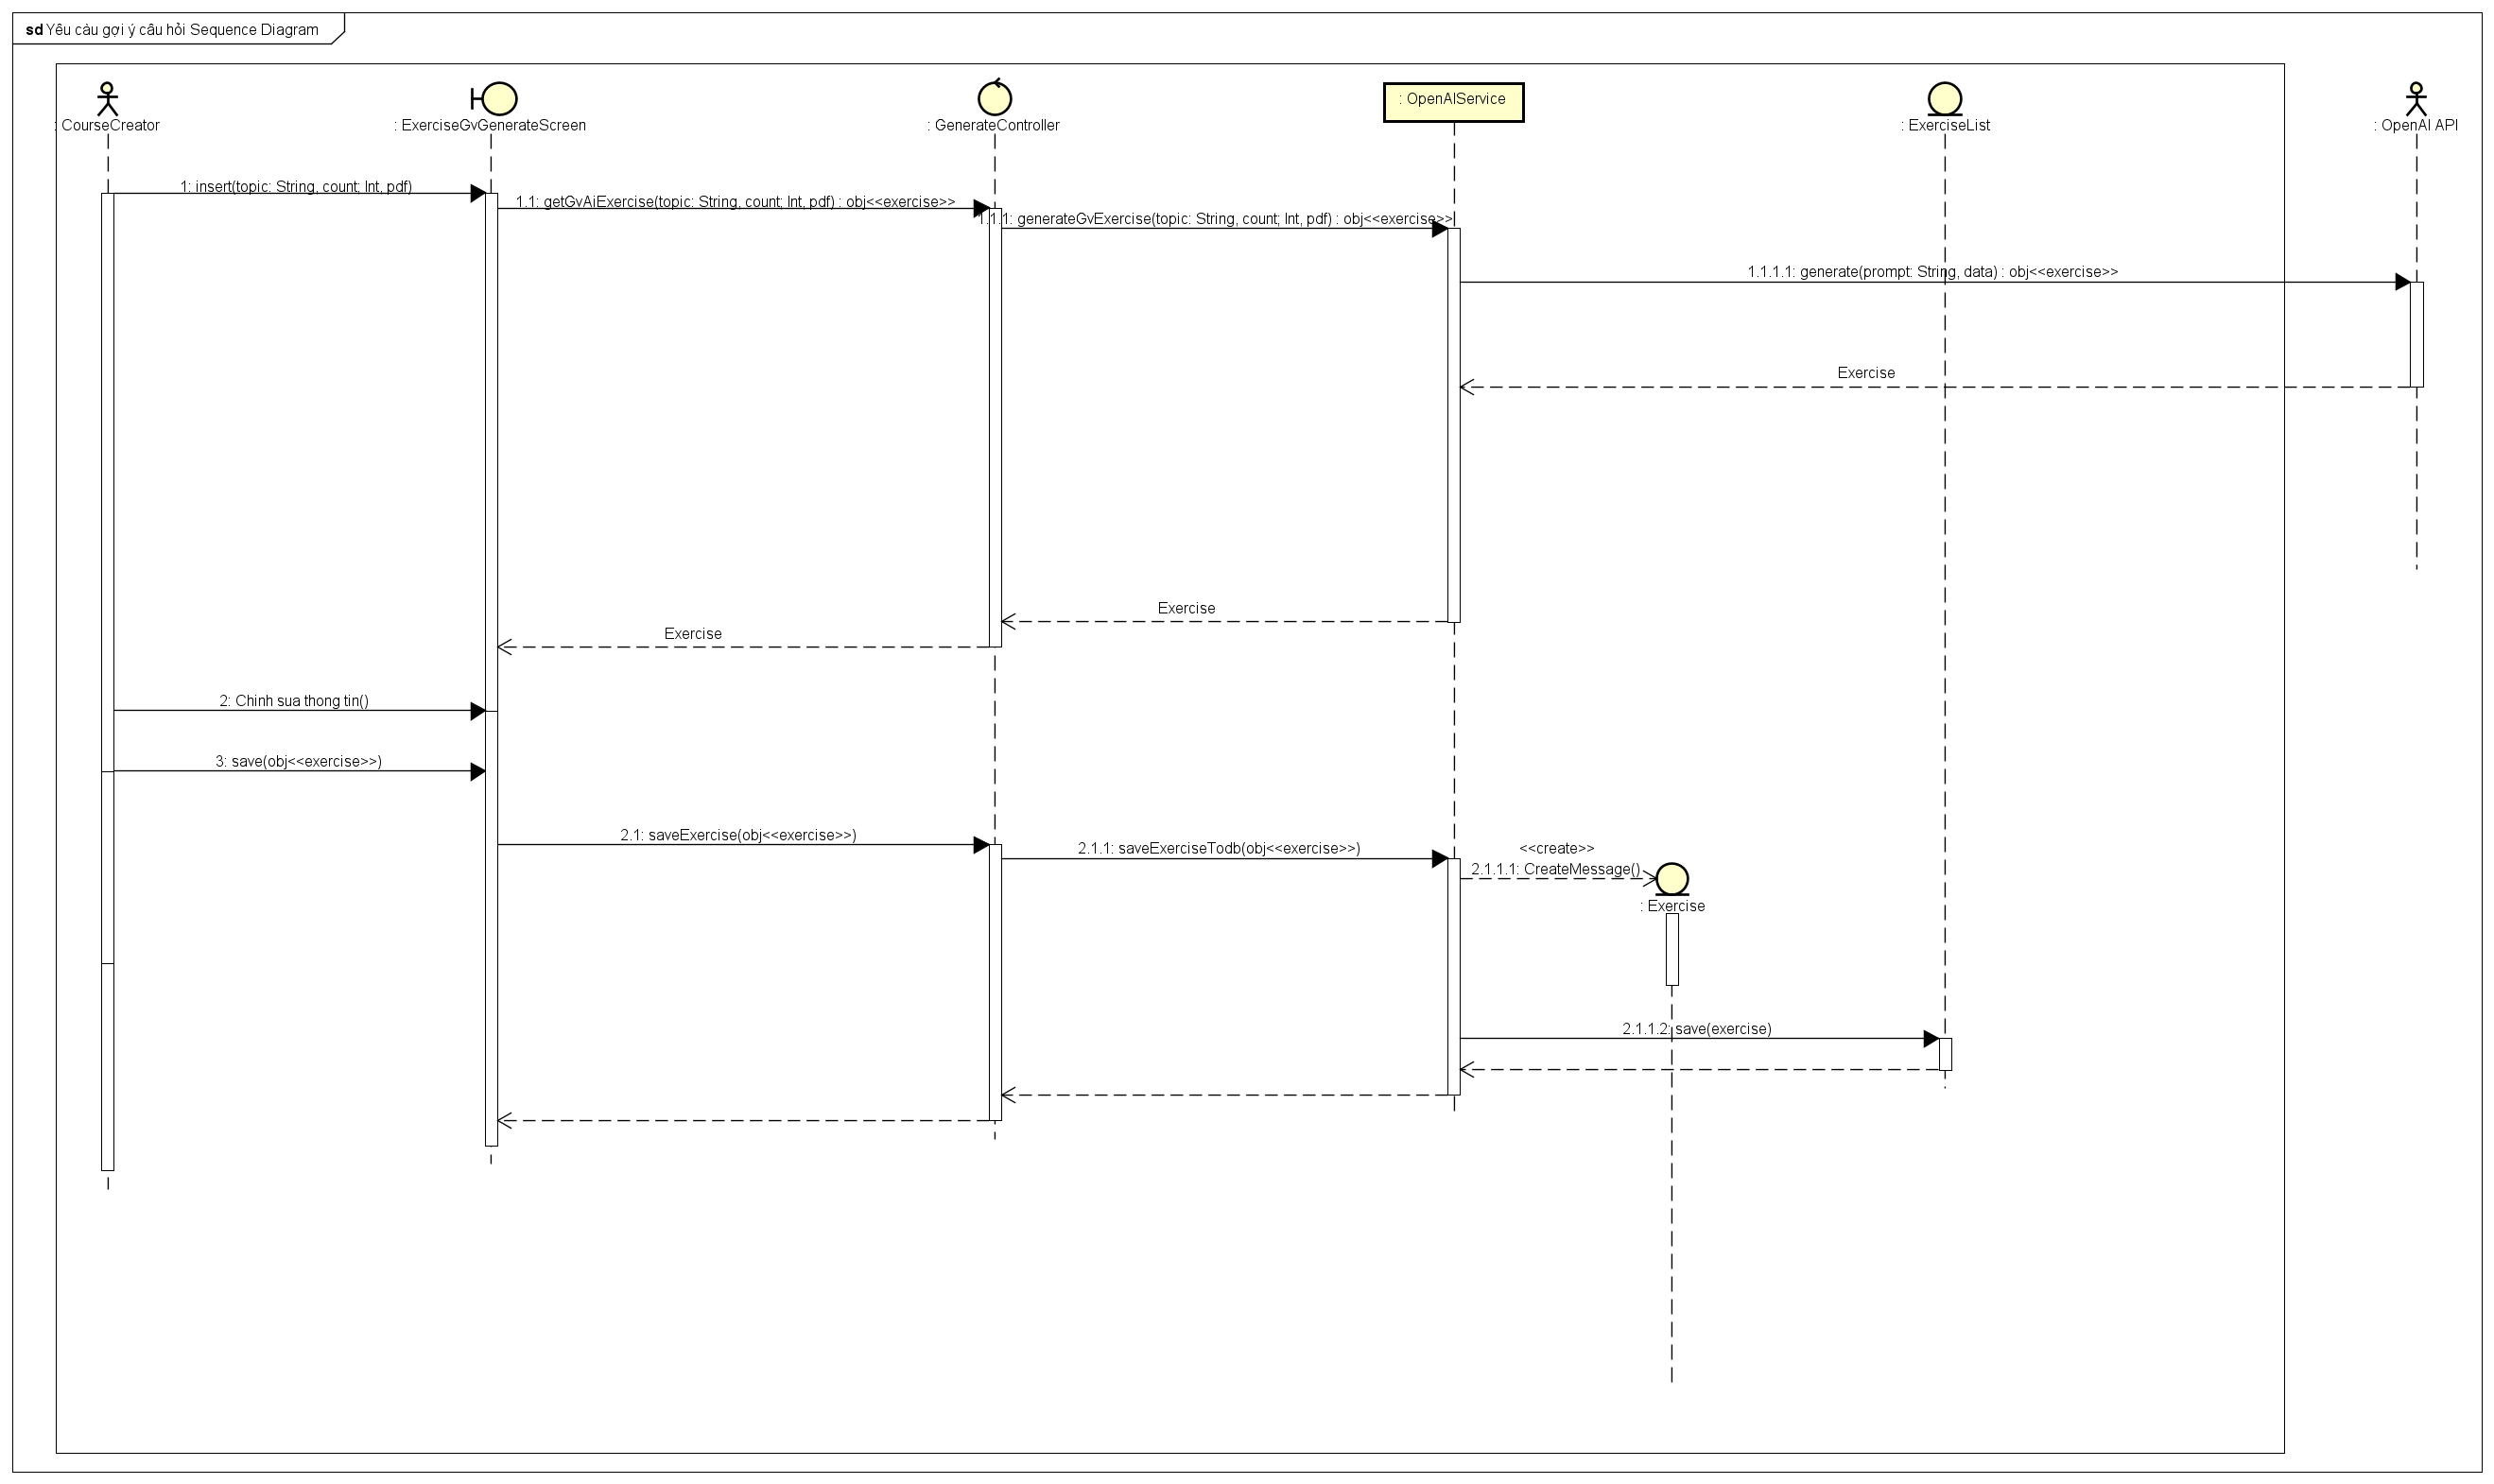 sd Yêu càu gợi ý câu hỏi Sequence Diagram
: CourseCreator
: ExerciseGvGenerateScreen
: GenerateController
: OpenAIService
: ExerciseList
: OpenAI API
1: insert(topic: String, count; Int, pdf)
1.1: getGvAiExercise(topic: String, count; Int, pdf) : obj<<exercise>>
1.1.1: generateGvExercise(topic: String, count; Int, pdf) : obj<<exercise>>
1.1.1.1: generate(prompt: String, data) : obj<<exercise>>
Exercise
Exercise
Exercise
2: Chinh sua thong tin()
3: save(obj<<exercise>>)
2.1: saveExercise(obj<<exercise>>)
2.1.1: saveExerciseTodb(obj<<exercise>>)
<<create>>
2.1.1.1: CreateMessage()
: Exercise
2.1.1.2: save(exercise)